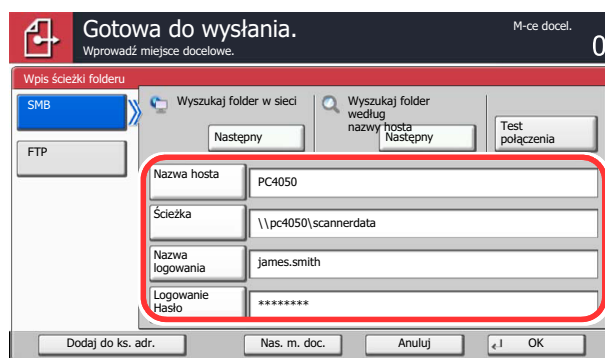 Gotowa do wysłania.
Wprowadź miejsce docelowe.
M-ce docel.
0
Wpis ścieżki folderu
SMB
FTP
Wyszukaj folder w sieci
Następny
Wyszukaj folder
według
nazwy hosta
Następny
Test
połączenia
Nazwa hosta
PC4050
Ścieżka
\\pc4050\scannerdata
Nazwa
logowania
james.smith
Logowanie
Hasło
********
Dodaj do ks. adr.
Nas. m. doc.
Anuluj
OK